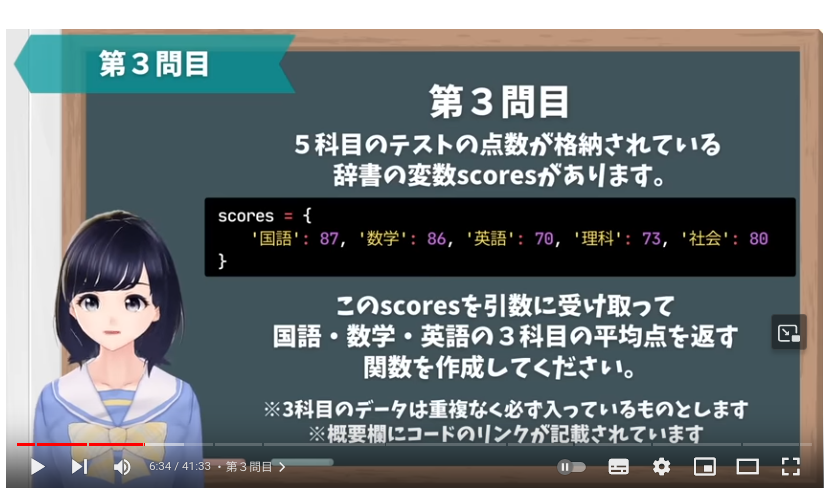 第３問目
第３問目
５科目のテストの点数が格納されている
辞書の変数scoresがあります。
scores = {
'国語': 87, '数学': 86, '英語': 70, '理科': 73, '社会': 80
}
このscoresを引数に受け取って
国語・数学・英語の３科目の平均点を返す
関数を作成してください。
※3科目のデータは重複なく必ず入っているものとします
※概要欄にコードのリンクが記載されています
6:34 / 41:33 ・第３問目